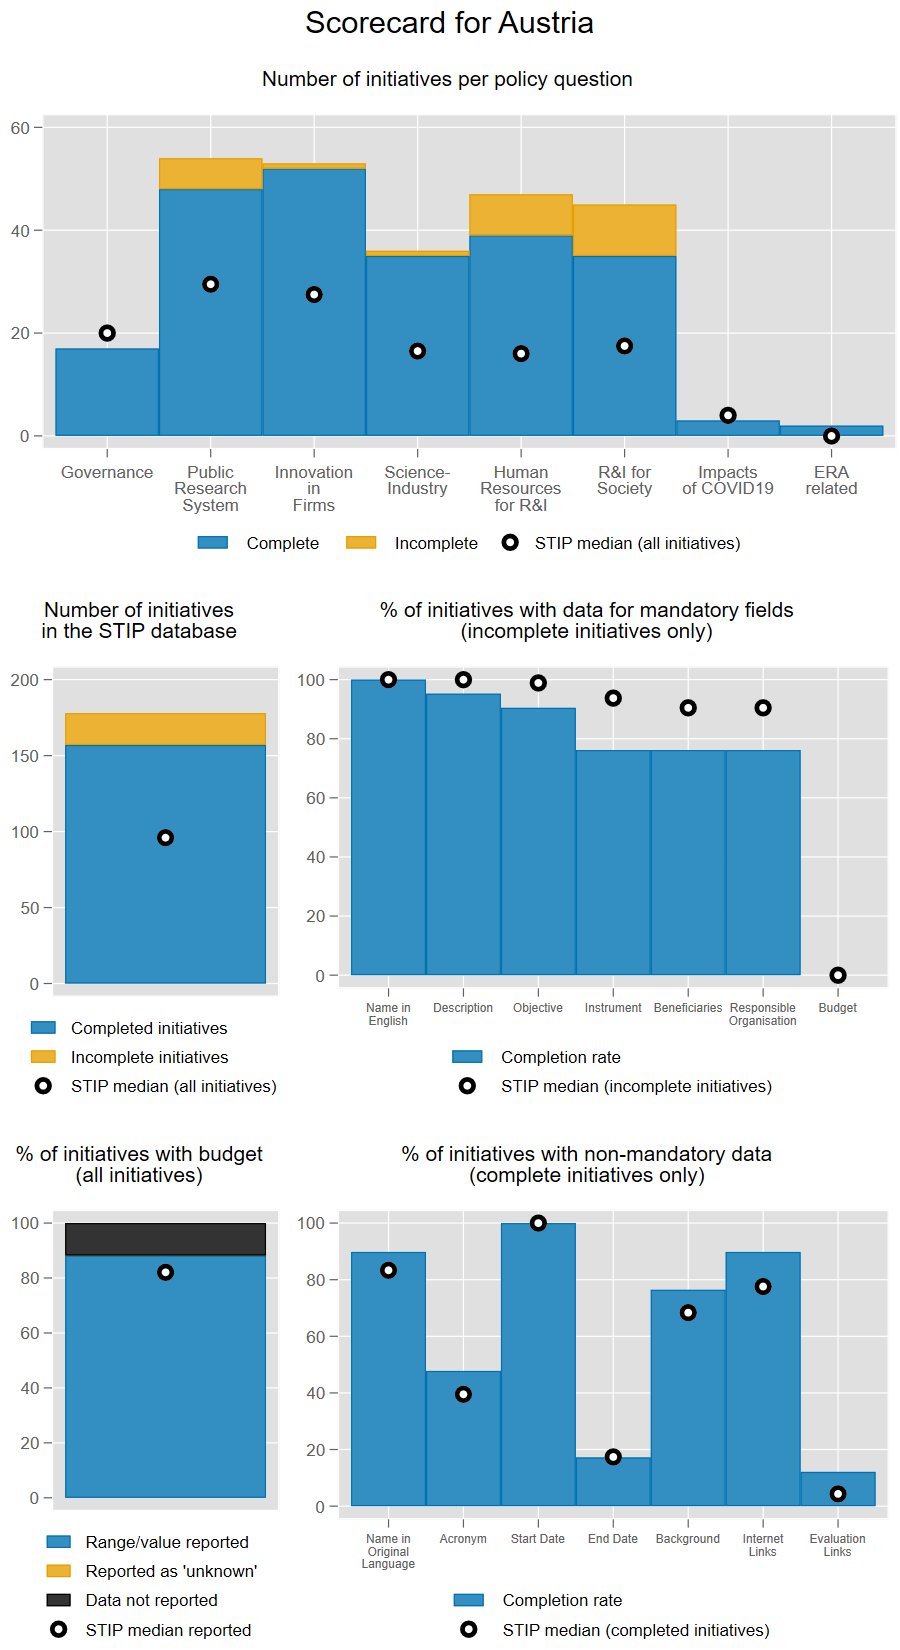 Scorecard for Austria
Number of initiatives per policy question
60
40
20
0
Governance
Public
Research
System
Innovation
in
Firms
Science-
Industry
Human
Resources
for R&I
R&I for
Society
Impacts
of COVID19
ERA
related
Complete
Incomplete
STIP median (all initiatives)
Number of initiatives
in the STIP database
200
150
100
50
0
Completed initiatives
Incomplete initiatives
STIP median (all initiatives)
% of initiatives with data for mandatory fields
(incomplete initiatives only)
100
80
60
40
20
0
Name in
English
Description
Objective
Instrument
Beneficiaries
Responsible
Organisation
Budget
Completion rate
STIP median (incomplete initiatives)
% of initiatives with budget
(all initiatives)
100
80
60
40
20
0
Range/value reported
Reported as 'unknown'
Data not reported
STIP median reported
% of initiatives with non-mandatory data
(complete initiatives only)
100
80
60
40
20
0
Name in
Original
Language
Acronym
Start Date
End Date
Background
Internet
Links
Evaluation
Links
Completion rate
STIP median (completed initiatives)